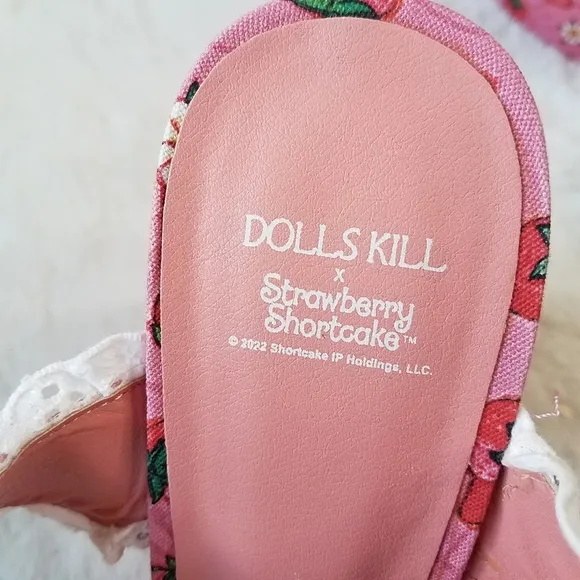 DOLLS KILL
x
Strawberry
Shortcake™
© 2022 Shortcake IP Holdings, LLC.